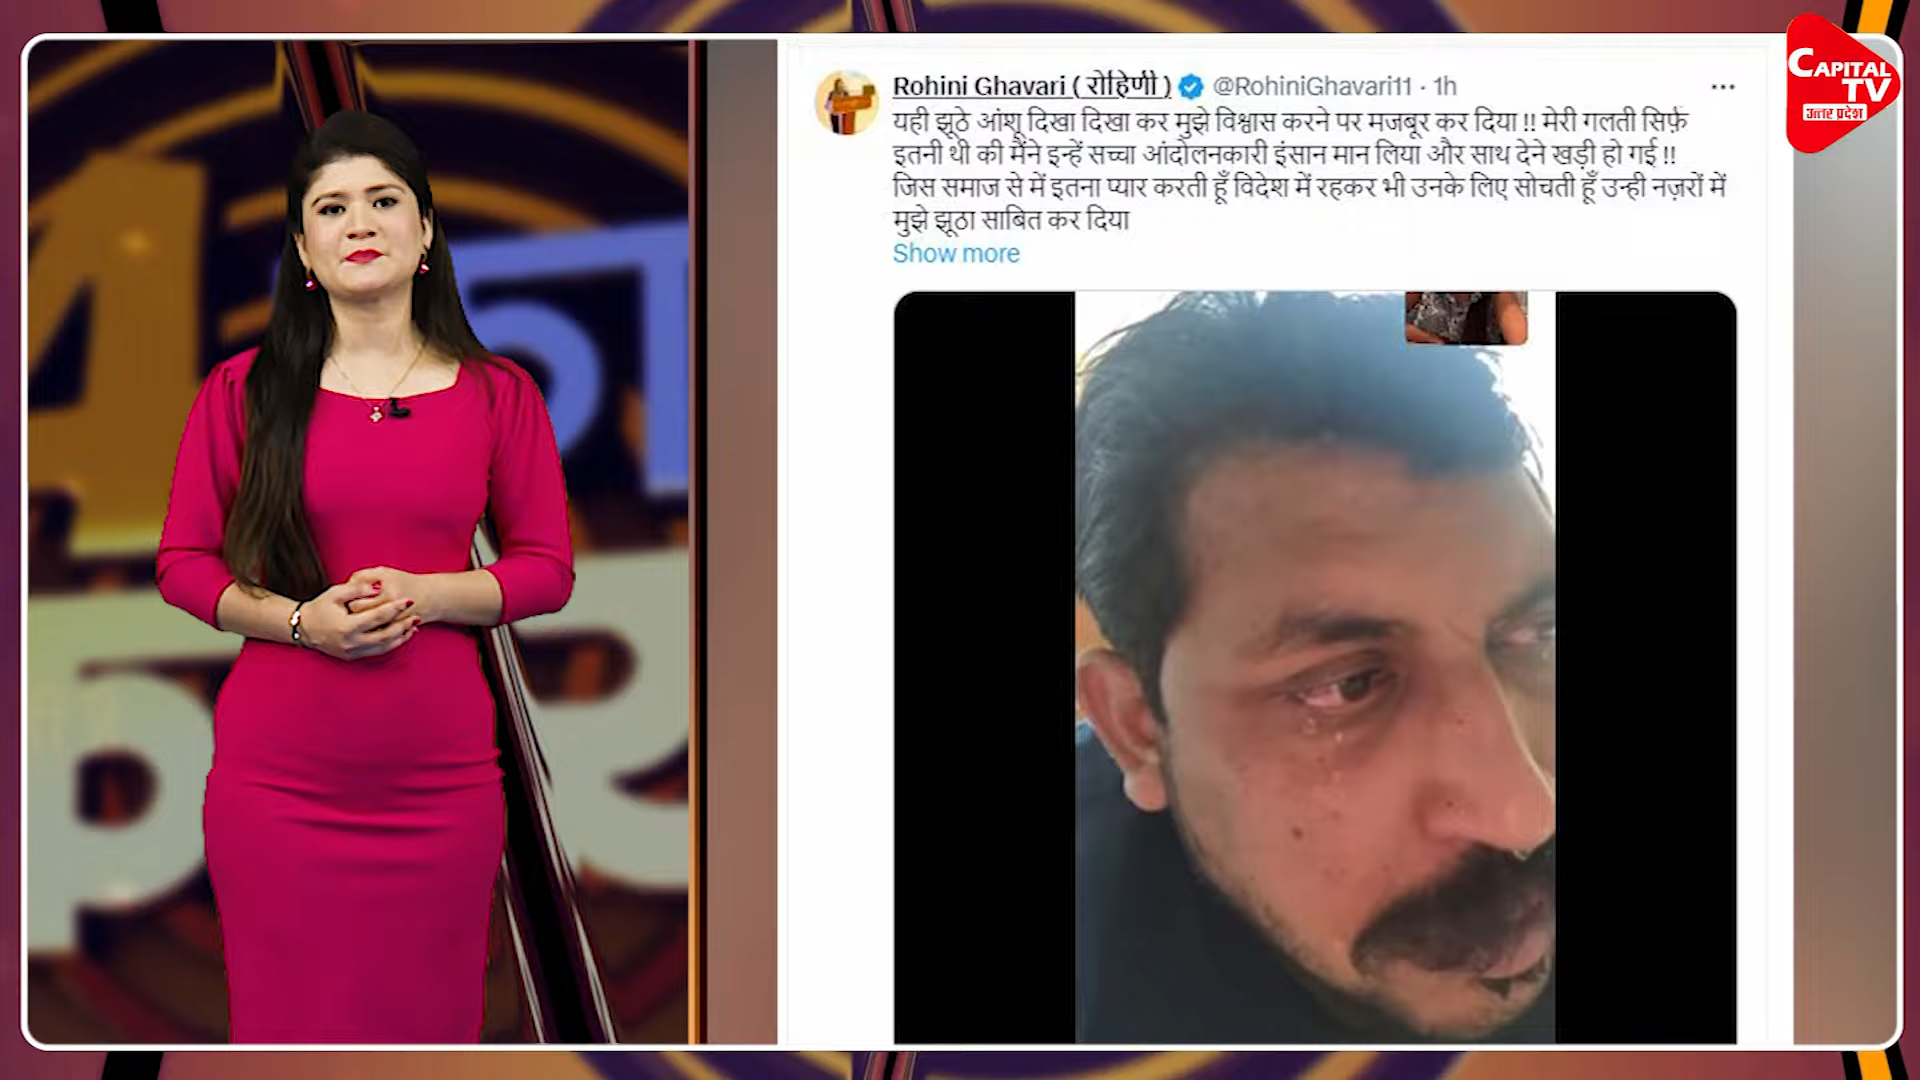 Rohini Ghavari ( रोहिणी ) @RohiniGhavari11 · 1h
यही झूठे आंशू दिखा दिखा कर मुझे विश्वास करने पर मजबूर कर दिया !! मेरी गलती सिर्फ़
इतनी थी की मैंने इन्हें सच्चा आंदोलनकारी इंसान मान लिया और साथ देने खड़ी हो गई !!
जिस समाज से में इतना प्यार करती हूँ विदेश में रहकर भी उनके लिए सोचती हूँ उन्ही नज़रों में
मुझे झूठा साबित कर दिया
Show more
CAPITAL
TV
उत्तर प्रदेश